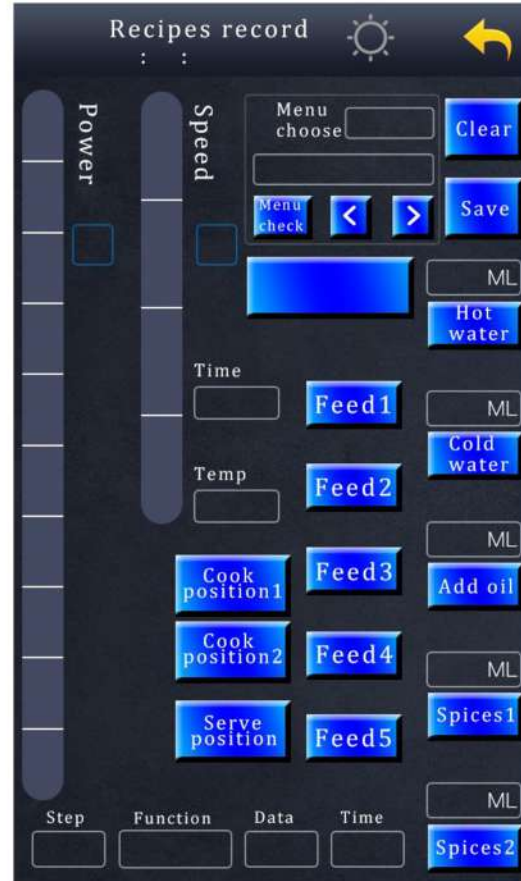 Recipes record
: :
Power
Speed
Menu
choose
Clear
Menu
check
<
>
Save
ML
Hot
water
Time
Feed1
ML
Cold
water
Temp
Feed2
ML
Cook
position1
Feed3
Add oil
Cook
position2
Feed4
ML
Spices1
Serve
position
Feed5
ML
Step
Function
Data
Time
Spices2